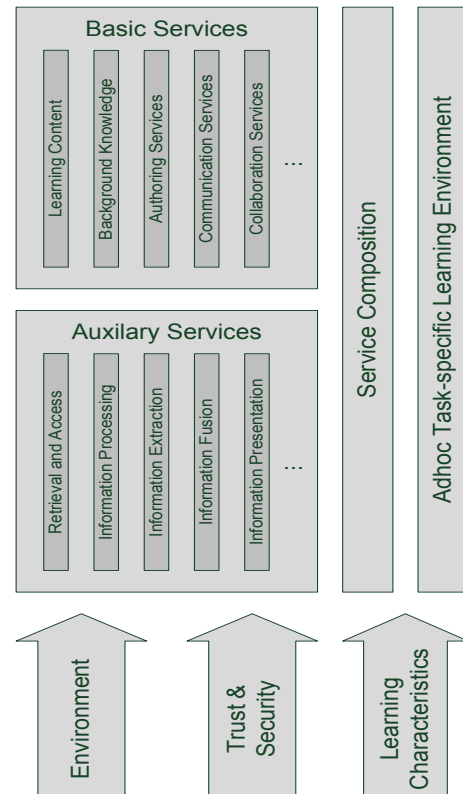 Basic Services
Learning Content
Background Knowledge
Authoring Services
Communication Services
Collaboration Services
...
Auxilary Services
Retrieval and Access
Information Processing
Information Extraction
Information Fusion
Information Presentation
...
Service Composition
Adhoc Task-specific Learning Environment
Environment
Trust &
Security
Learning
Characteristics